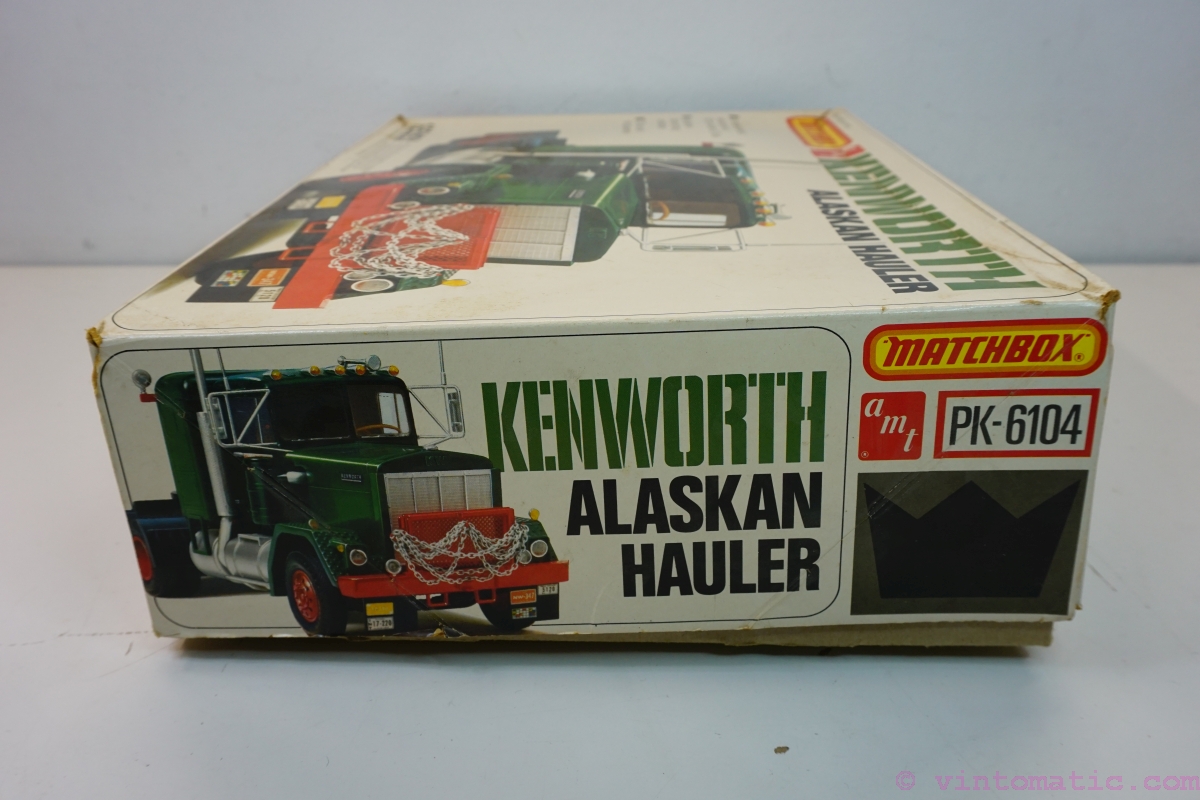 KENWORTH
ALASKAN HAULER
KENWORTH
ALASKAN
HAULER
MATCHBOX®
amt®
PK-6104
© vintomatic.com